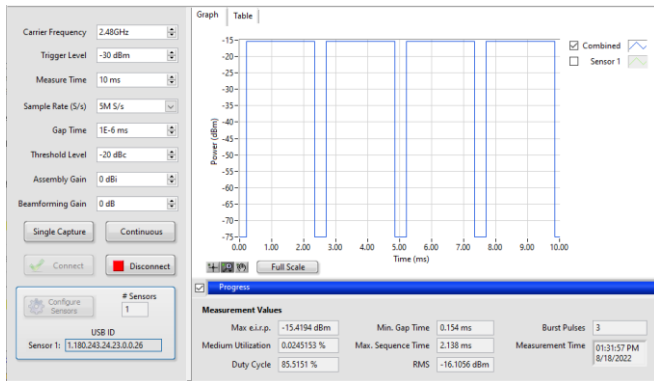 Graph Table
Carrier Frequency 2.48GHz
Trigger Level -30 dBm
Measure Time 10 ms
Sample Rate (S/s) 5M S/s
Gap Time 1E-6 ms
Threshold Level -20 dBc
Assembly Gain 0 dBi
Beamforming Gain 0 dB
Single Capture Continuous
Connect Disconnect
Configure Sensors
# Sensors
1
USB ID
Sensor 1: 1.180.243.24.23.0.0.26
Power (dBm)
-15
-20
-25
-30
-35
-40
-45
-50
-55
-60
-65
-70
-75
0.00 1.00 2.00 3.00 4.00 5.00 6.00 7.00 8.00 9.00 10.00
Time (ms)
Combined
Sensor 1
Full Scale
Progress
Measurement Values
Max e.i.r.p. -15.4194 dBm Min. Gap Time 0.154 ms Burst Pulses 3
Medium Utilization 0.0245153 % Max. Sequence Time 2.138 ms Measurement Time 01:31:57 PM
8/18/2022
Duty Cycle 85.5151 % RMS -16.1056 dBm